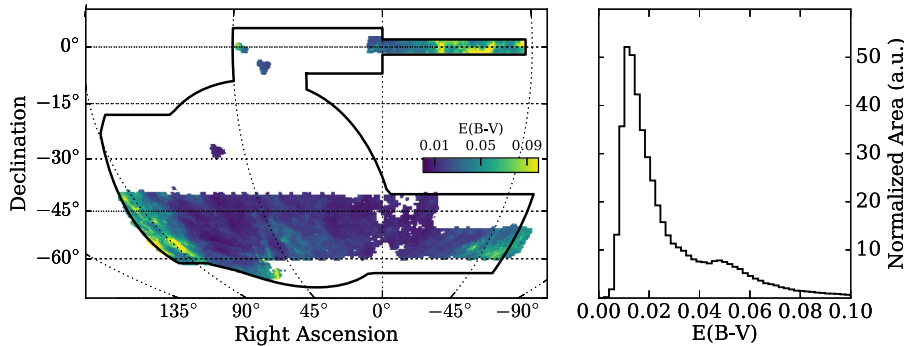 0°
−15°
−30°
−45°
−60°
Declination
E(B-V)
0.01 0.05 0.09
135° 90° 45° 0° −45° −90°
Right Ascension
50
40
30
20
10
Normalized Area (a.u.)
0.00 0.02 0.04 0.06 0.08 0.10
E(B-V)